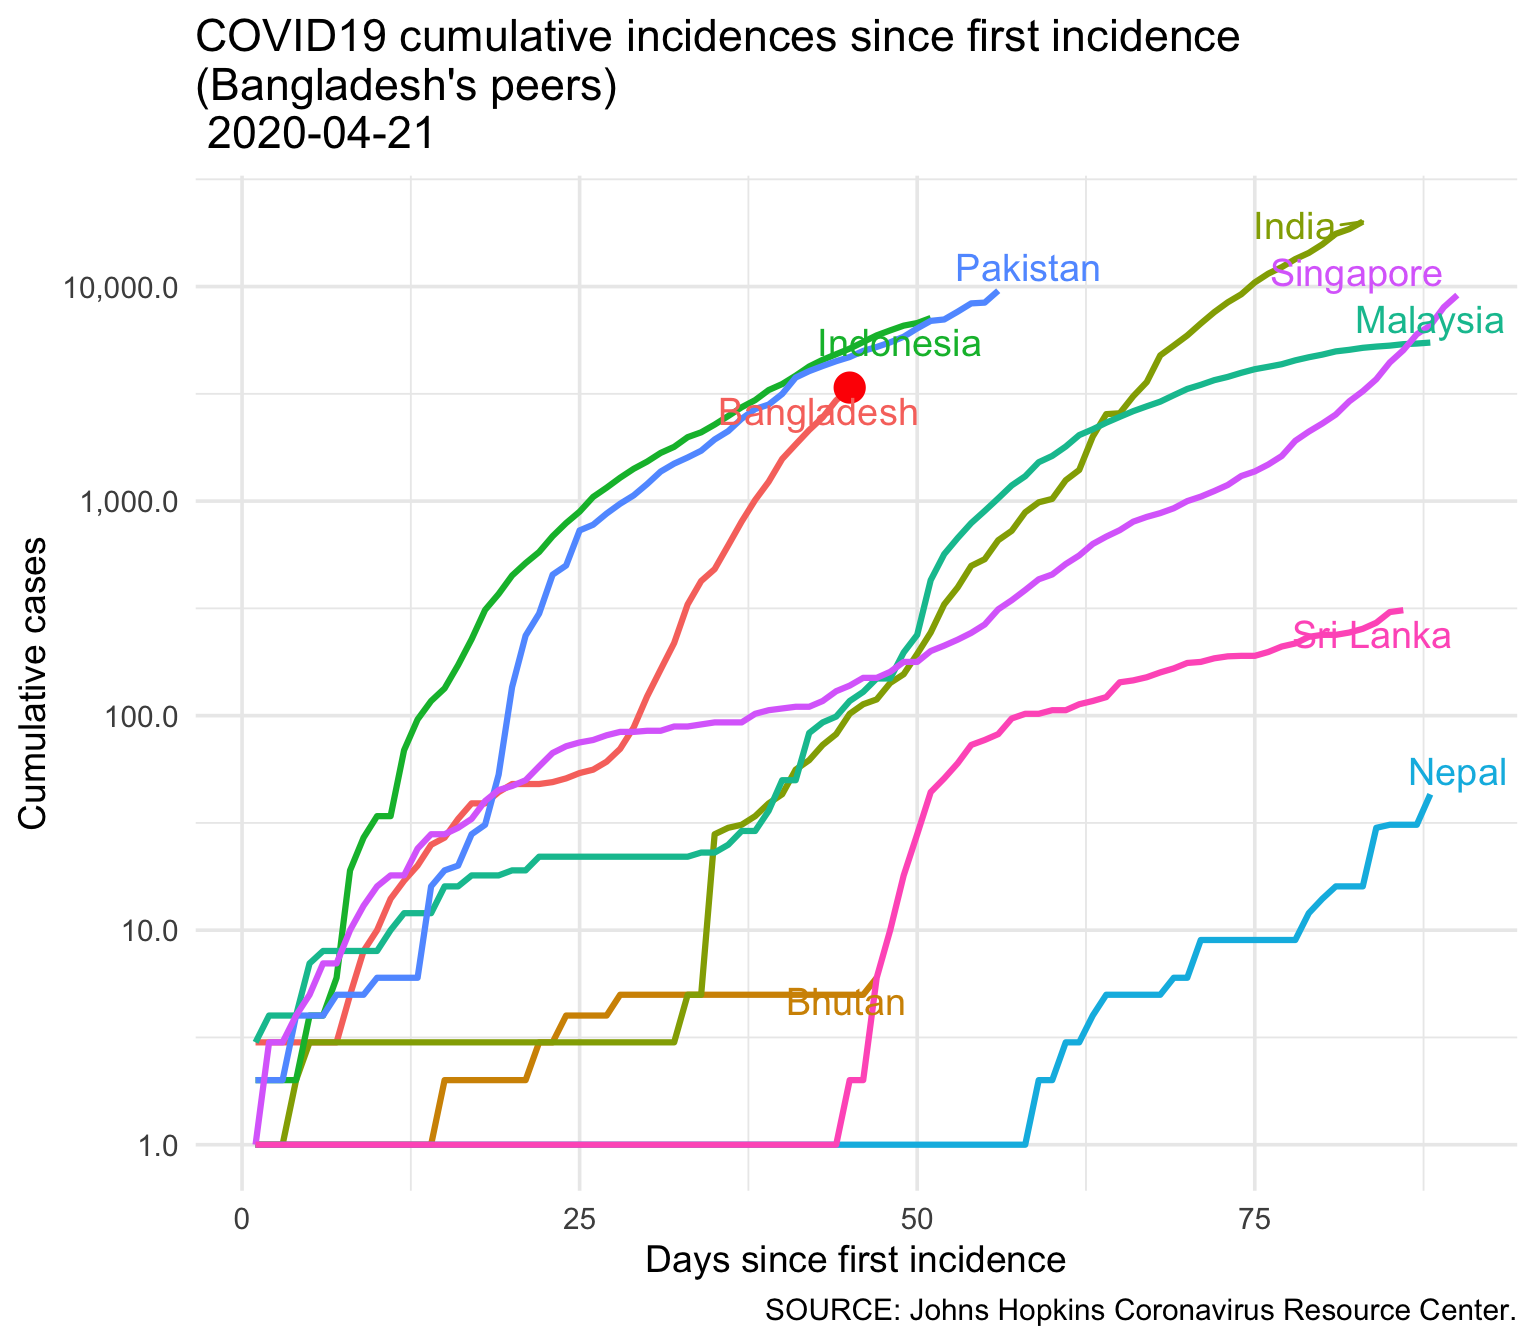 COVID19 cumulative incidences since first incidence
(Bangladesh's peers)
2020-04-21
India
Pakistan
Singapore
10,000.0
Malaysia
Indonesia
Bangladesh
1,000.0
Sri Lanka
100.0
Nepal
10.0
Bhutan
1.0
Cumulative cases
0 25 50 75
Days since first incidence
SOURCE: Johns Hopkins Coronavirus Resource Center.